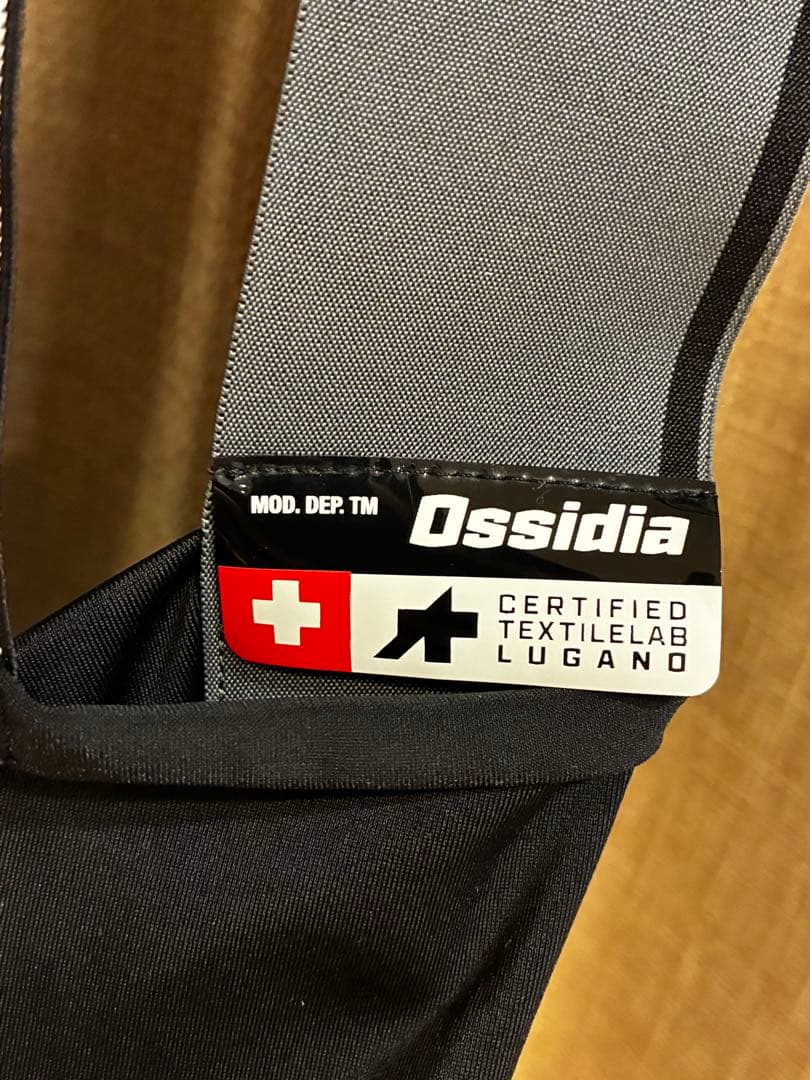 MOD. DEP. TM Ossidia
CERTIFIED
TEXTILELAB
LUGANO